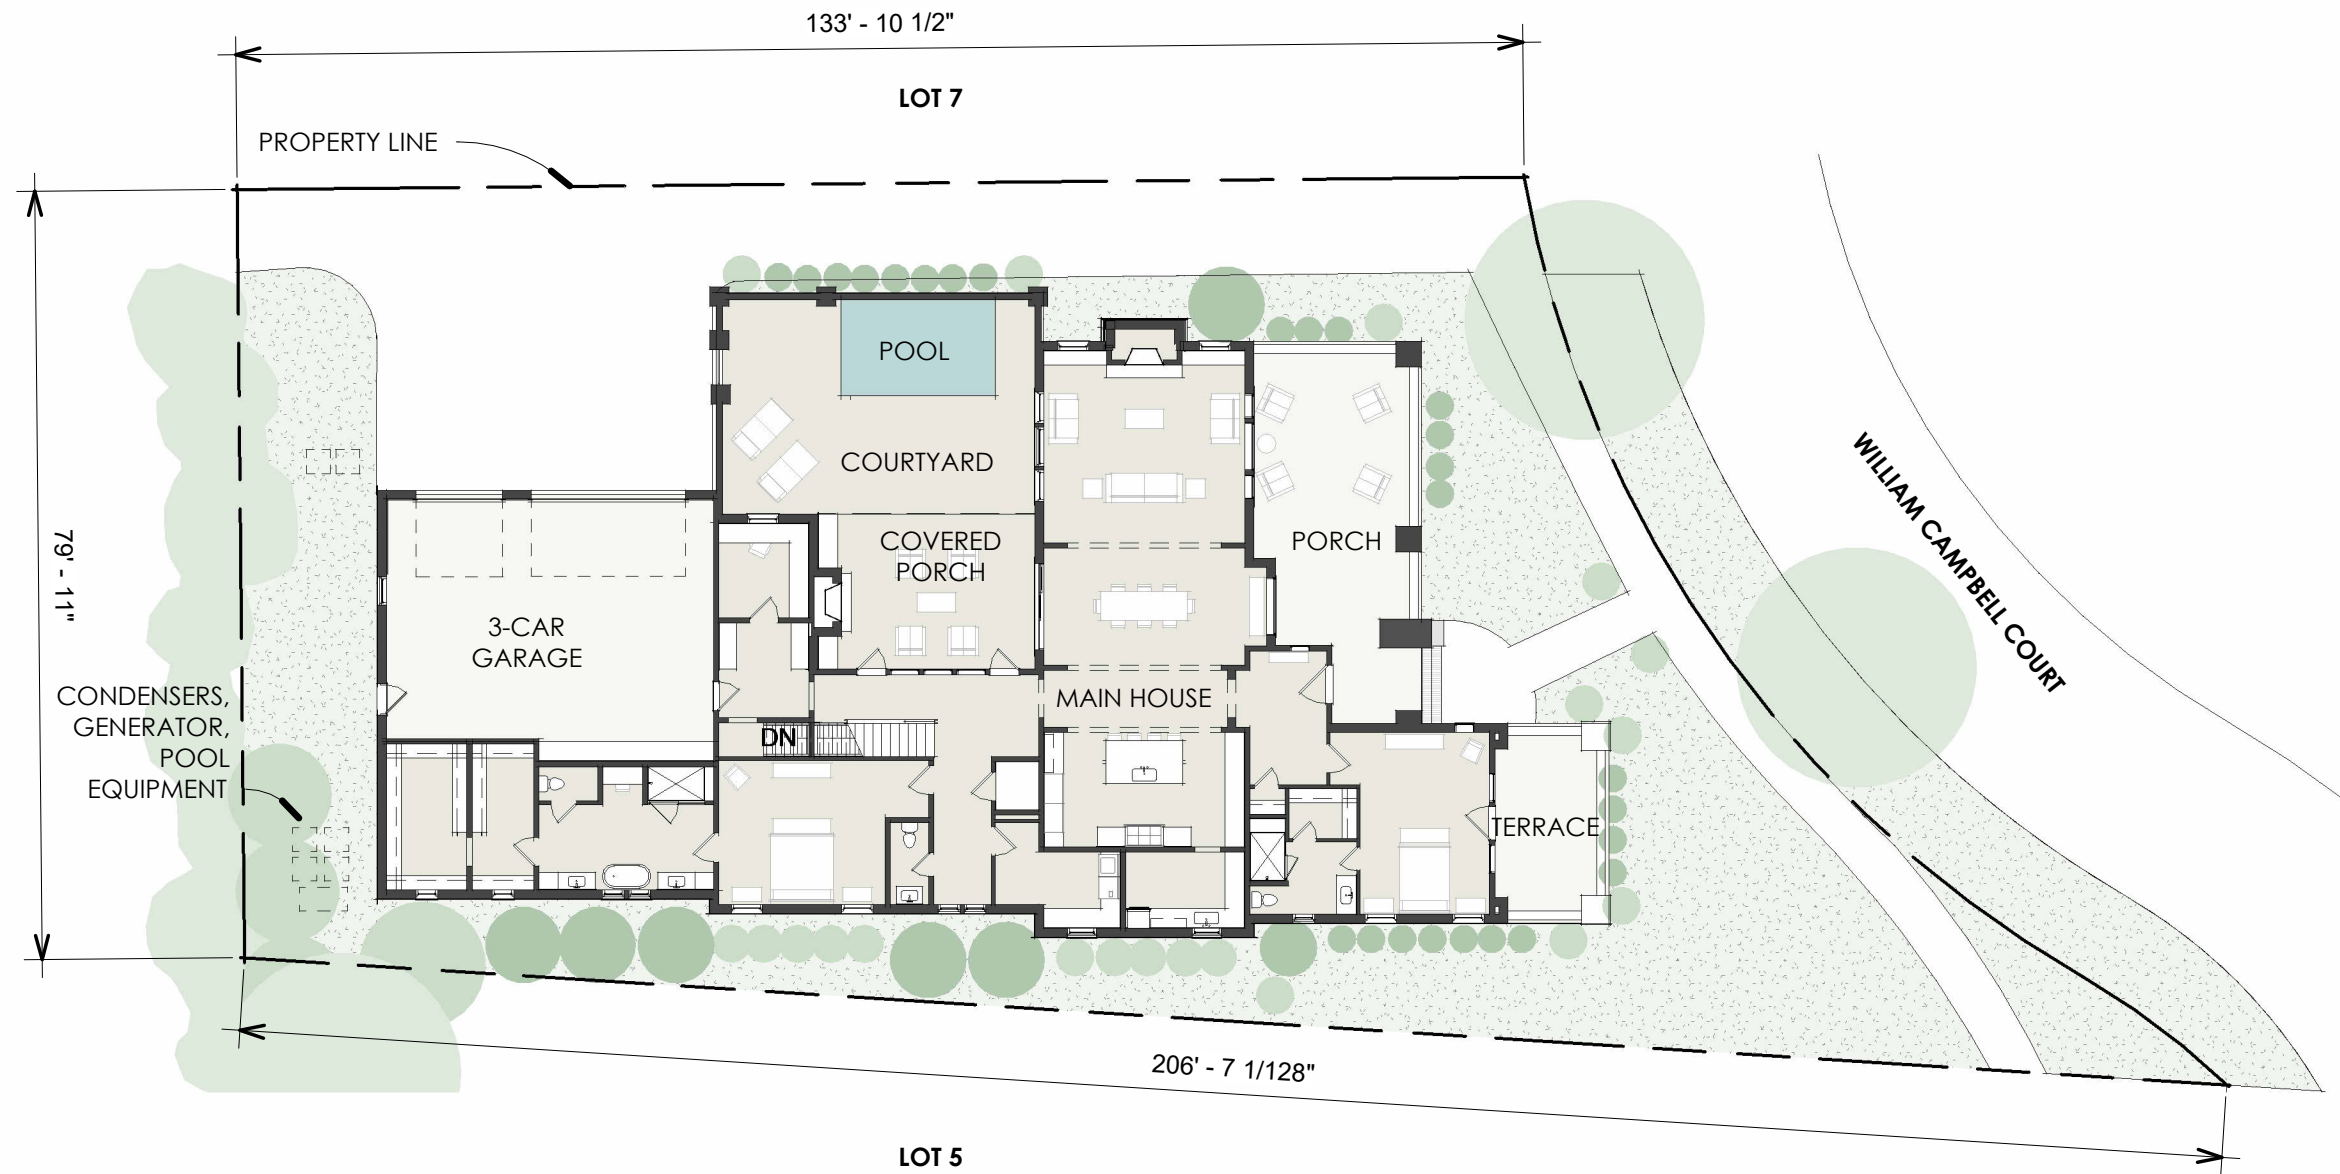 133' - 10 1/2"
LOT 7
PROPERTY LINE
POOL
COURTYARD
WILLIAM CAMPBELL COURT
79' - 11"
COVERED
PORCH
PORCH
3-CAR
GARAGE
CONDENSERS,
GENERATOR,
POOL
EQUIPMENT
MAIN HOUSE
DN
TERRACE
206' - 7 1/128"
LOT 5